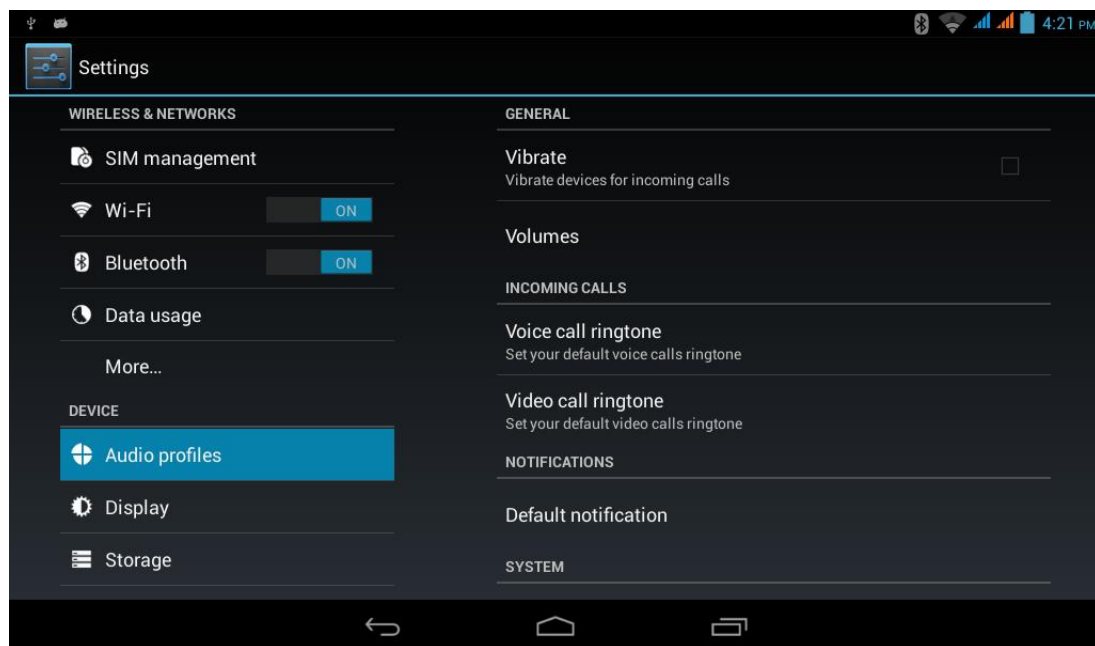 4:21 PM
Settings
WIRELESS & NETWORKS
SIM management
Wi-Fi
ON
Bluetooth
ON
Data usage
More...
DEVICE
Audio profiles
Display
Storage
GENERAL
Vibrate
Vibrate devices for incoming calls
Volumes
INCOMING CALLS
Voice call ringtone
Set your default voice calls ringtone
Video call ringtone
Set your default video calls ringtone
NOTIFICATIONS
Default notification
SYSTEM